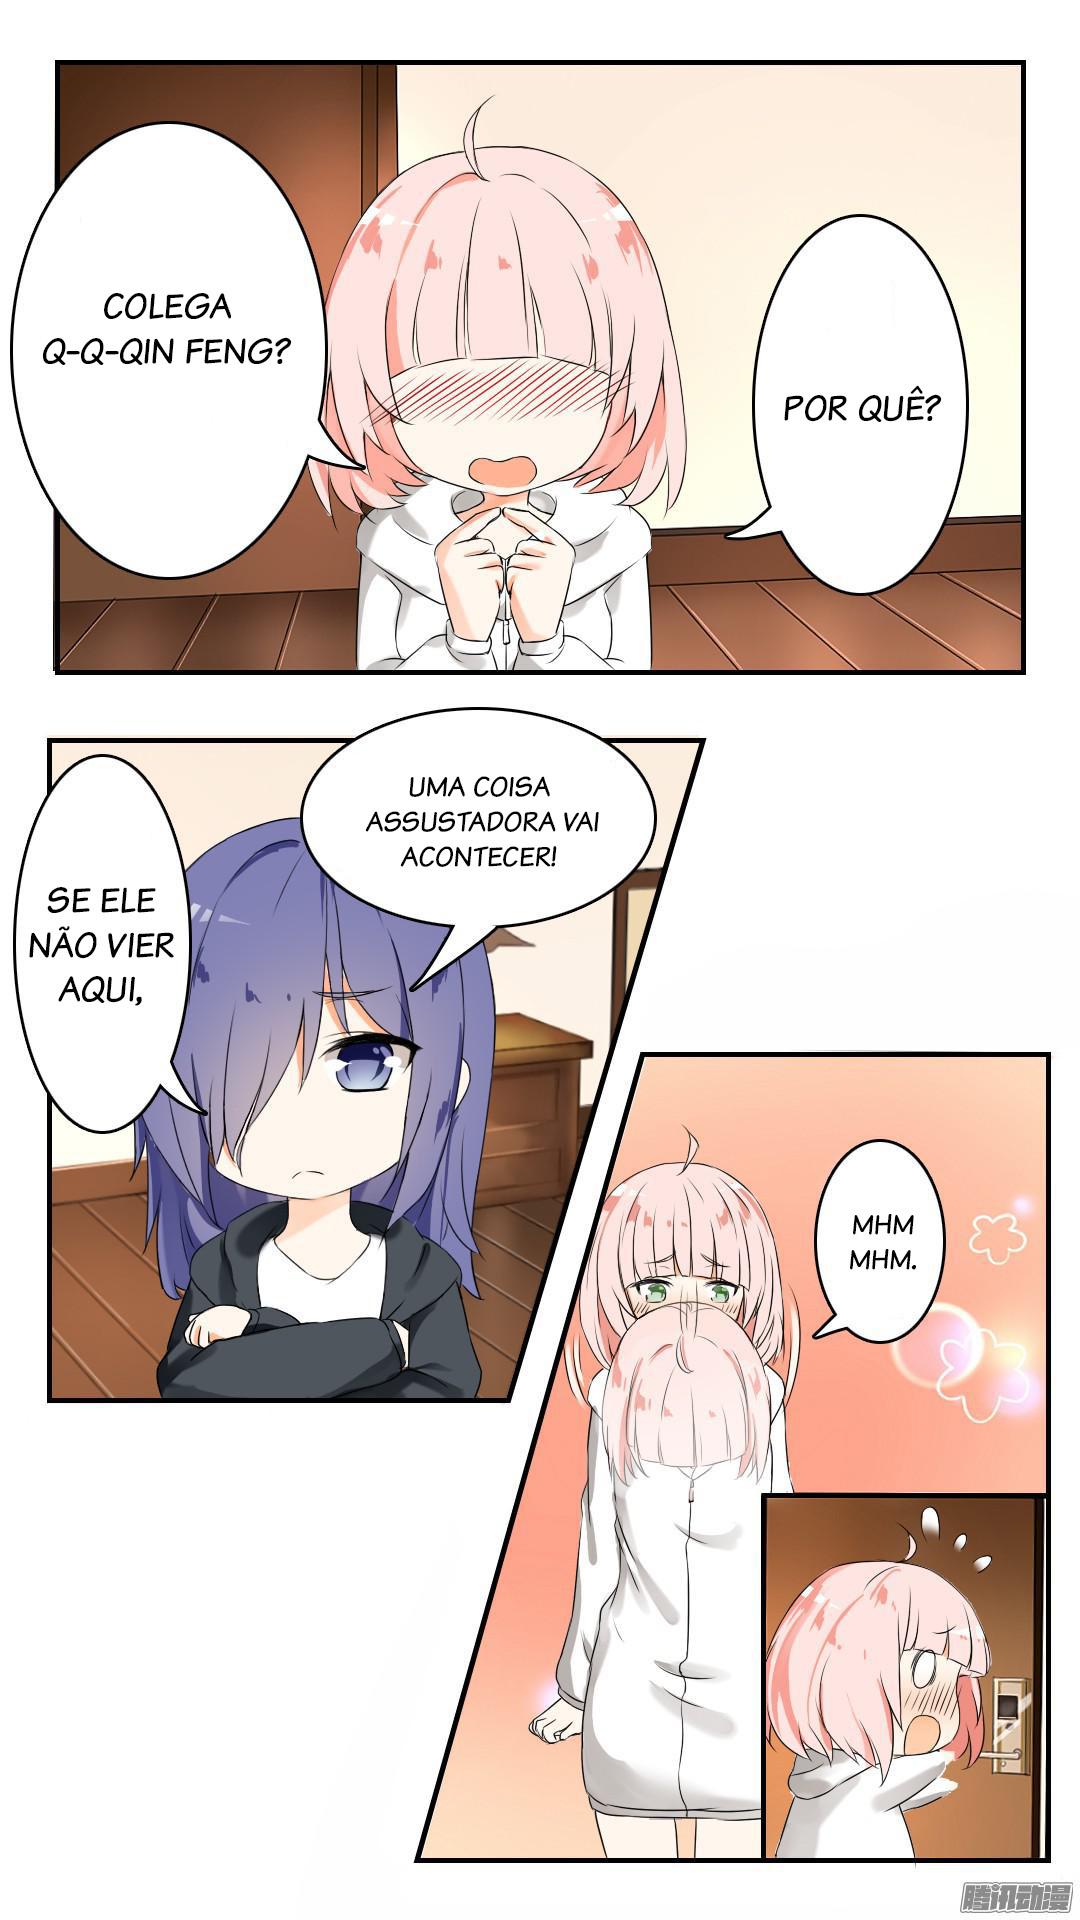 COLEGA
Q-Q-QIN FENG?
POR QUÊ?
SE ELE
NÃO VIER
AQUI,
UMA COISA
ASSUSTADORA VAI
ACONTECER!
MHM
MHM.
腾讯动漫